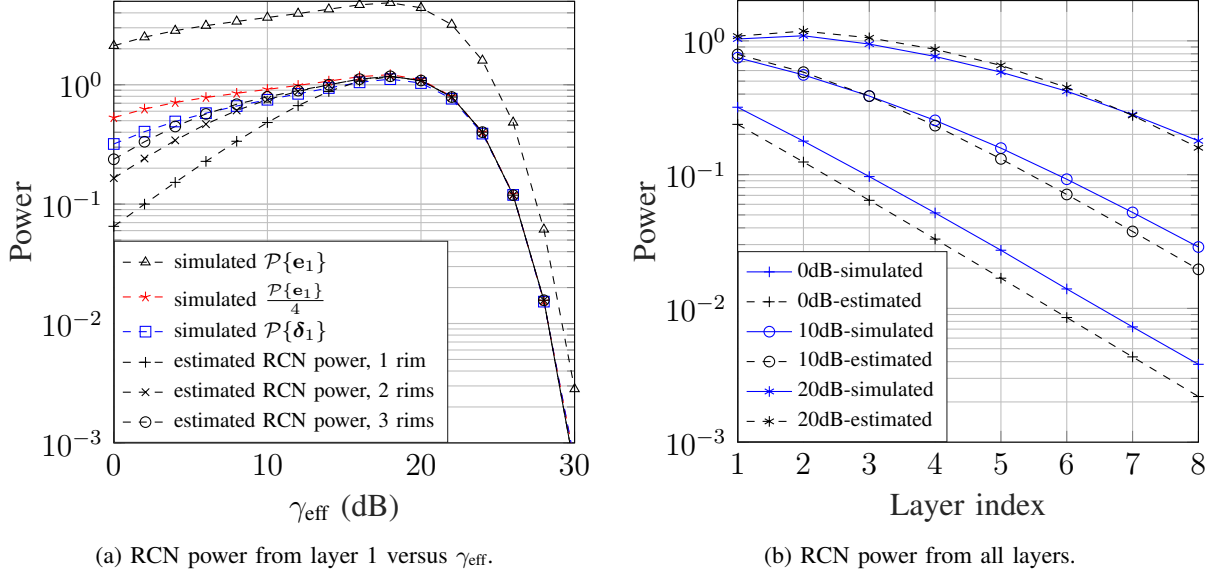 10^0
10^{-1}
10^{-2}
10^{-3}
Power
simulated 𝒫{e₁}
simulated 𝒫{e₁}/4
simulated 𝒫{δ₁}
estimated RCN power, 1 rim
estimated RCN power, 2 rims
estimated RCN power, 3 rims
0 10 20 30
γ_eff (dB)
(a) RCN power from layer 1 versus γ_eff.
10^0
10^{-1}
10^{-2}
10^{-3}
Power
0dB-simulated
0dB-estimated
10dB-simulated
10dB-estimated
20dB-simulated
20dB-estimated
1 2 3 4 5 6 7 8
Layer index
(b) RCN power from all layers.